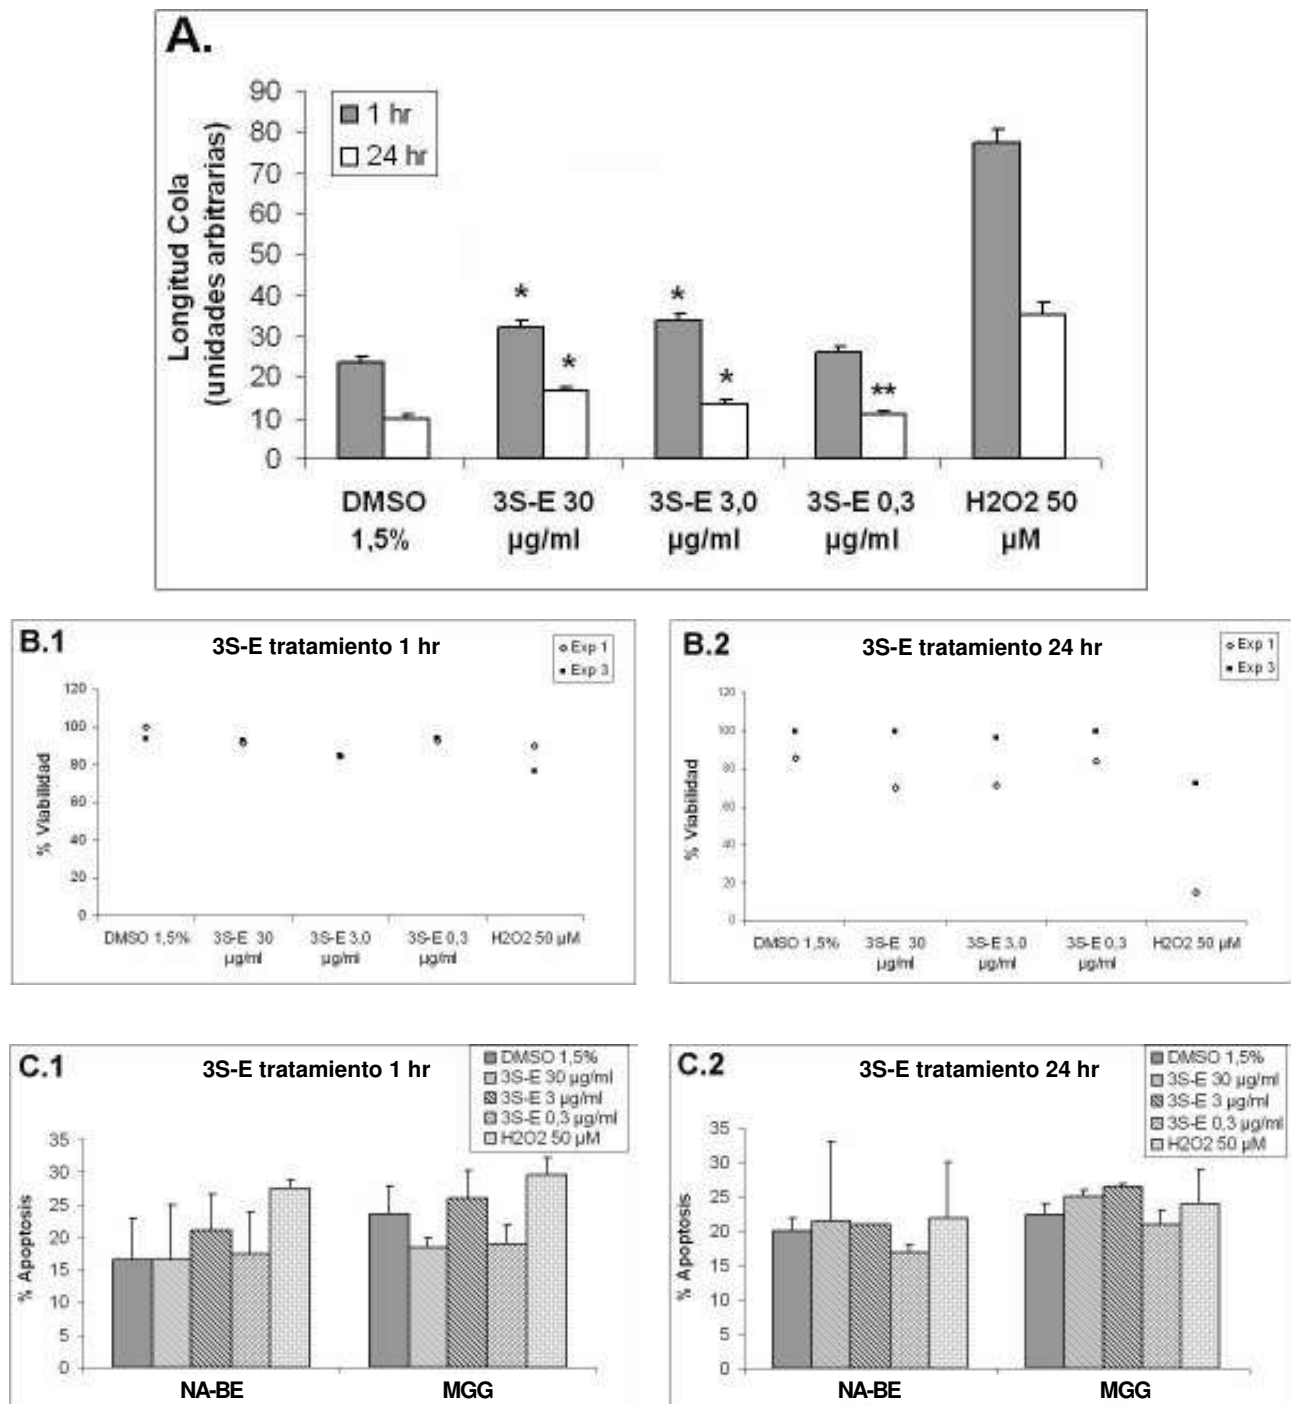 A.
Longitud Cola
(unidades arbitrarias)
90
80
70
60
50
40
30
20
10
0
1 hr
24 hr
*
*
*
*
**
DMSO
1,5%
3S-E 30
µg/ml
3S-E 3,0
µg/ml
3S-E 0,3
µg/ml
H2O2 50
µM
B.1
3S-E tratamiento 1 hr
Exp 1
Exp 3
% Viabilidad
120
100
80
60
40
20
0
DMSO 1,5%
3S-E 30
µg/ml
3S-E 3,0
µg/ml
3S-E 0,3
µg/ml
H2O2 50 µM
B.2
3S-E tratamiento 24 hr
Exp 1
Exp 3
% Viabilidad
120
100
80
60
40
20
0
DMSO 1,5%
3S-E 30
µg/ml
3S-E 3,0
µg/ml
3S-E 0,3
µg/ml
H2O2 50 µM
C.1
3S-E tratamiento 1 hr
DMSO 1,5%
3S-E 30 µg/ml
3S-E 3 µg/ml
3S-E 0,3 µg/ml
H2O2 50 µM
% Apoptosis
35
30
25
20
15
10
5
0
NA-BE
MGG
C.2
3S-E tratamiento 24 hr
DMSO 1,5%
3S-E 30 µg/ml
3S-E 3 µg/ml
3S-E 0,3 µg/ml
H2O2 50 µM
% Apoptosis
35
30
25
20
15
10
5
0
NA-BE
MGG